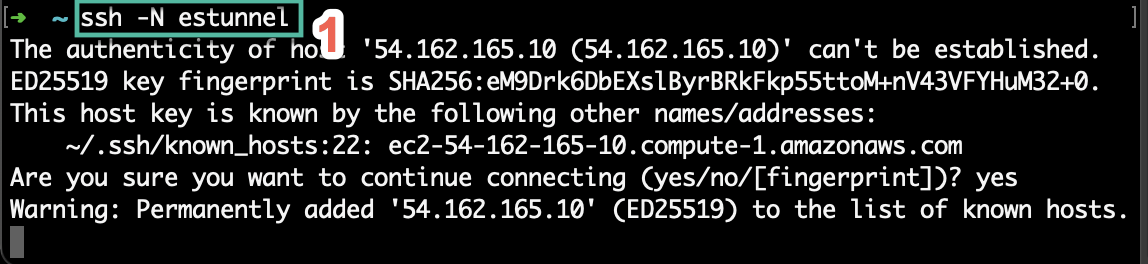 [➜ ~ ssh -N estunnel ]
1
The authenticity of host '54.162.165.10 (54.162.165.10)' can't be established.
ED25519 key fingerprint is SHA256:eM9Drk6DbEXslByrBRkFkp55ttoM+nV43VFYHuM32+0.
This host key is known by the following other names/addresses:
~/.ssh/known_hosts:22: ec2-54-162-165-10.compute-1.amazonaws.com
Are you sure you want to continue connecting (yes/no/[fingerprint])? yes
Warning: Permanently added '54.162.165.10' (ED25519) to the list of known hosts.